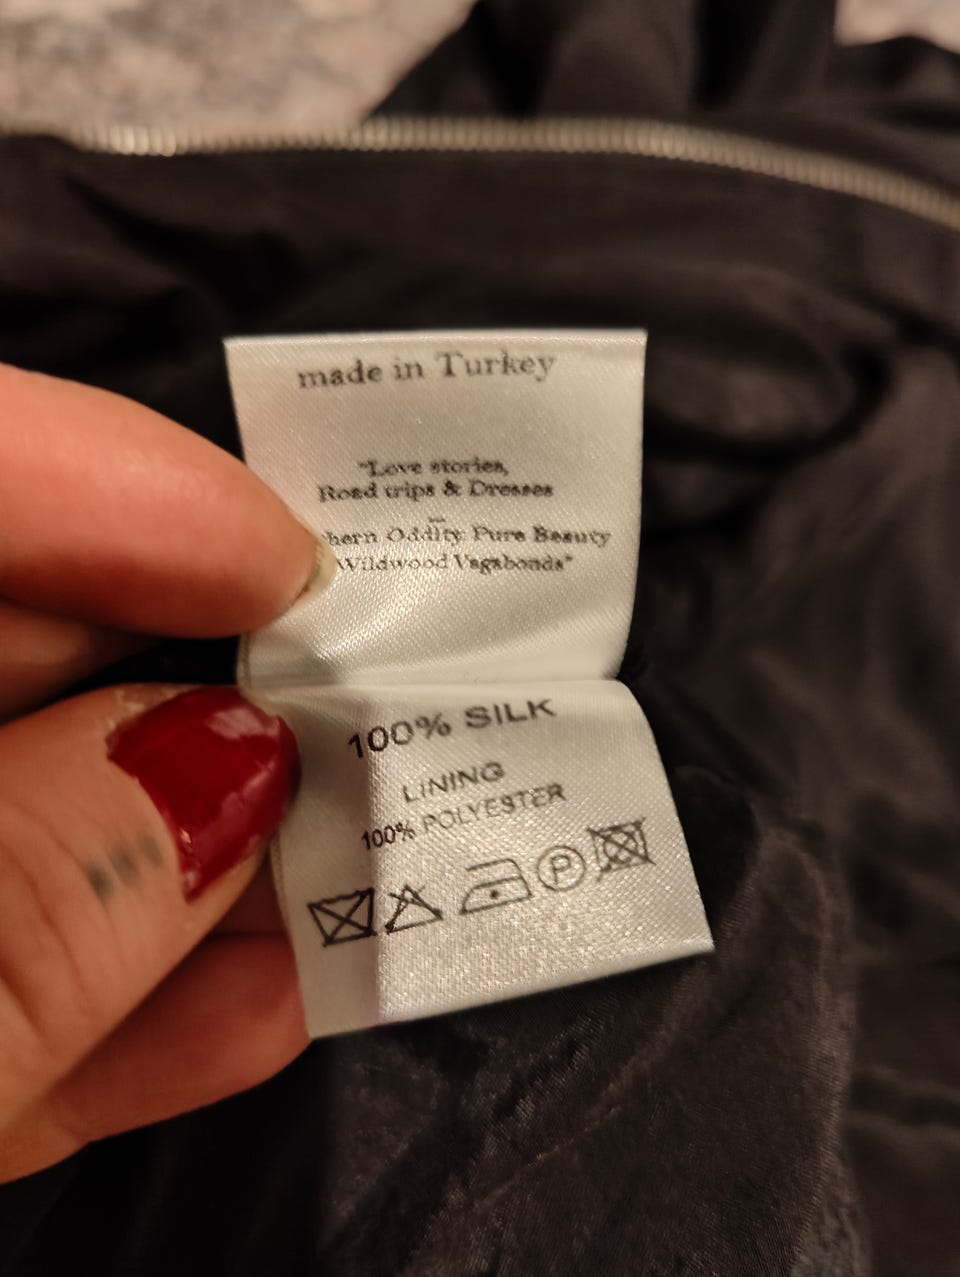 made in Turkey
"Love stories,
Road trips & Dresses
–
Oddity Pure Beauty
Wildwood Vagabonds"
100% SILK
LINING
100% POLYESTER
P